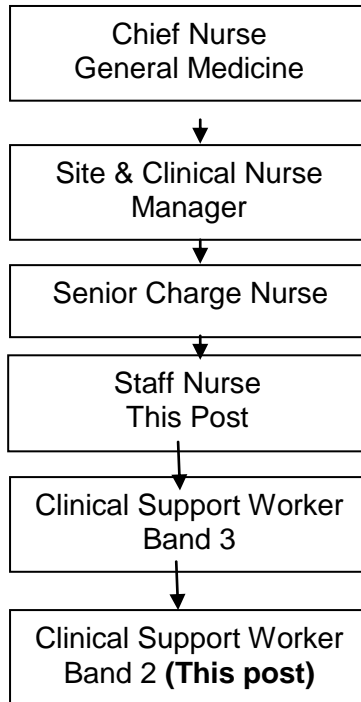 Chief Nurse
General Medicine
Site & Clinical Nurse
Manager
Senior Charge Nurse
Staff Nurse
This Post
Clinical Support Worker
Band 3
Clinical Support Worker
Band 2 (This post)